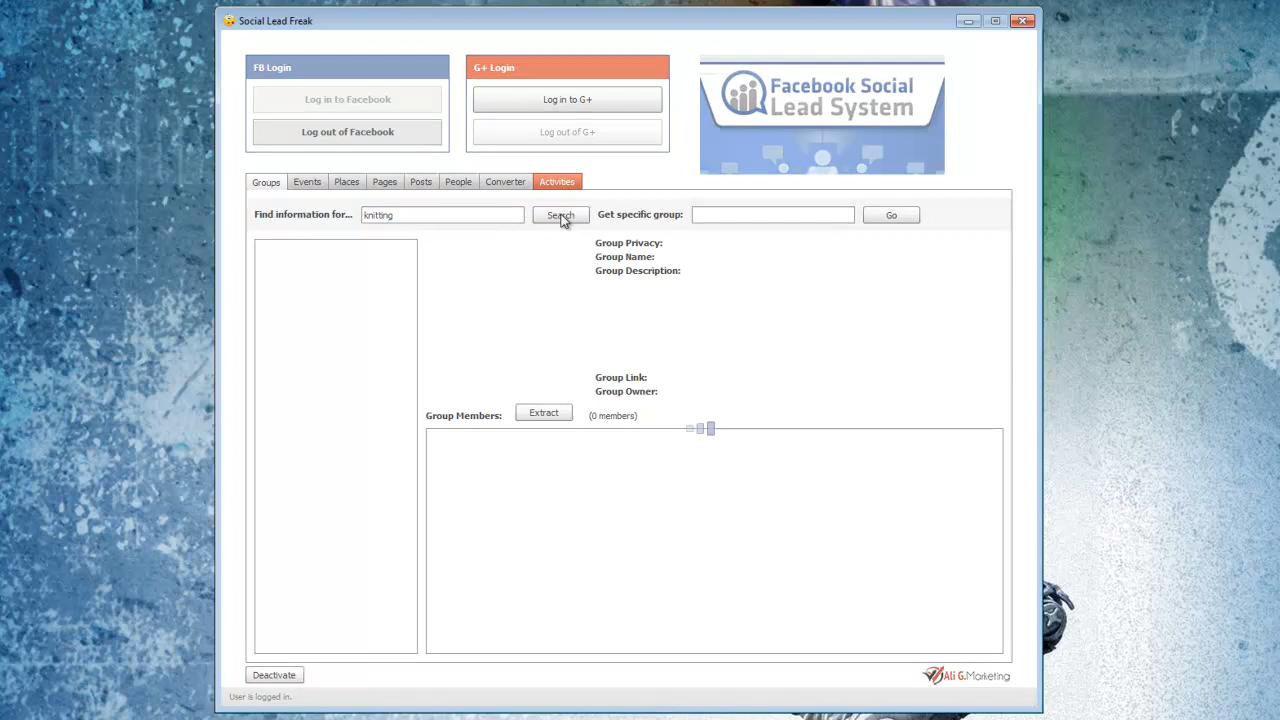 Social Lead Freak
FB Login
G+ Login
Log in to Facebook
Log in to G+
Log out of Facebook
Log out of G+
Facebook Social
Lead System
Groups Events Places Pages Posts People Converter Activities
Find information for... knitting Search Get specific group: Go
Group Privacy:
Group Name:
Group Description:
Group Link:
Group Owner:
Group Members: Extract (0 members)
Deactivate
Ali G.Marketing
User is logged in.